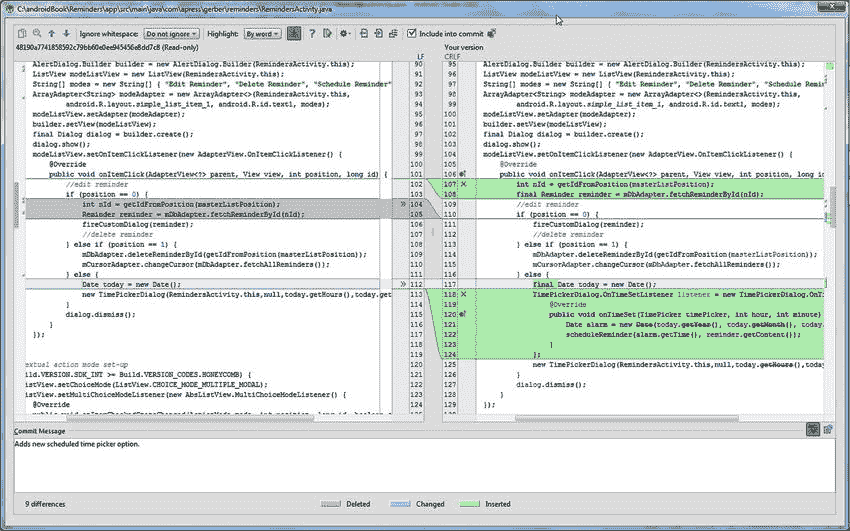 C:\androidBook\Reminders\app\src\main\java\com\apress\gerber\reminders\RemindersActivity.java
Ignore whitespace: Do not ignore Highlight: By word Include into commit
48190a7741858592c79bb60e0ee945456e8dd7c8 (Read-only) LF
90 AlertDialog.Builder builder = new AlertDialog.Builder(RemindersActivity.this);
91 ListView modeListView = new ListView(RemindersActivity.this);
92 String[] modes = new String[] { "Edit Reminder", "Delete Reminder", "Schedule Reminder"
93 ArrayAdapter<String> modeAdapter = new ArrayAdapter<>(RemindersActivity.this,
94 android.R.layout.simple_list_item_1, android.R.id.text1, modes);
95 modeListView.setAdapter(modeAdapter);
96 builder.setView(modeListView);
97 final Dialog dialog = builder.create();
98 dialog.show();
99 modeListView.setOnItemClickListener(new AdapterView.OnItemClickListener() {
100 @Override
101 public void onItemClick(AdapterView<?> parent, View view, int position, long id) {
102 //edit reminder
103 if (position == 0) {
104 int nId = getIdFromPosition(masterListPosition);
105 Reminder reminder = mDbAdapter.fetchReminderById(nId);
106 fireCustomDialog(reminder);
107 //delete reminder
108 } else if (position == 1) {
109 mDbAdapter.deleteReminderById(getIdFromPosition(masterListPosition));
110 mCursorAdapter.changeCursor(mDbAdapter.fetchAllReminders());
111 } else {
112 Date today = new Date();
113 new TimePickerDialog(RemindersActivity.this,null,today.getHours(),today.get
114 }
115 dialog.dismiss();
116 }
117 });
118
119
120 extual action mode set-up
121 ild.VERSION.SDK_INT >= Build.VERSION_CODES.HONEYCOMB) {
122 istView.setChoiceMode(ListView.CHOICE_MODE_MULTIPLE_MODAL);
123 istView.setMultiChoiceModeListener(new AbsListView.MultiChoiceModeListener() {
124 @Override
125
Your version
CRLF
95 AlertDialog.Builder builder = new AlertDialog.Builder(RemindersActivity.this);
96 ListView modeListView = new ListView(RemindersActivity.this);
97 String[] modes = new String[] { "Edit Reminder", "Delete Reminder", "Schedule Remin
98 ArrayAdapter<String> modeAdapter = new ArrayAdapter<>(RemindersActivity.this,
99 android.R.layout.simple_list_item_1, android.R.id.text1, modes);
100 modeListView.setAdapter(modeAdapter);
101 builder.setView(modeListView);
102 final Dialog dialog = builder.create();
103 dialog.show();
104 modeListView.setOnItemClickListener(new AdapterView.OnItemClickListener() {
105 @Override
106 public void onItemClick(AdapterView<?> parent, View view, int position, long id
107 int nId = getIdFromPosition(masterListPosition);
108 final Reminder reminder = mDbAdapter.fetchReminderById(nId);
109 //edit reminder
110 if (position == 0) {
111 fireCustomDialog(reminder);
112 //delete reminder
113 } else if (position == 1) {
114 mDbAdapter.deleteReminderById(getIdFromPosition(masterListPosition));
115 mCursorAdapter.changeCursor(mDbAdapter.fetchAllReminders());
116 } else {
117 final Date today = new Date();
118 TimePickerDialog.OnTimeSetListener listener = new TimePickerDialog.OnTi
119 @Override
120 public void onTimeSet(TimePicker timePicker, int hour, int minute)
121 Date alarm = new Date(today.getYear(), today.getMonth(), today.
122 scheduleReminder(alarm.getTime(), reminder.getContent());
123 }
124 };
125 new TimePickerDialog(RemindersActivity.this,null,today.getHours(),today
126 }
127 dialog.dismiss();
128 }
129 });
130
Commit Message
Adds new scheduled time picker option.
9 differences Deleted Changed Inserted